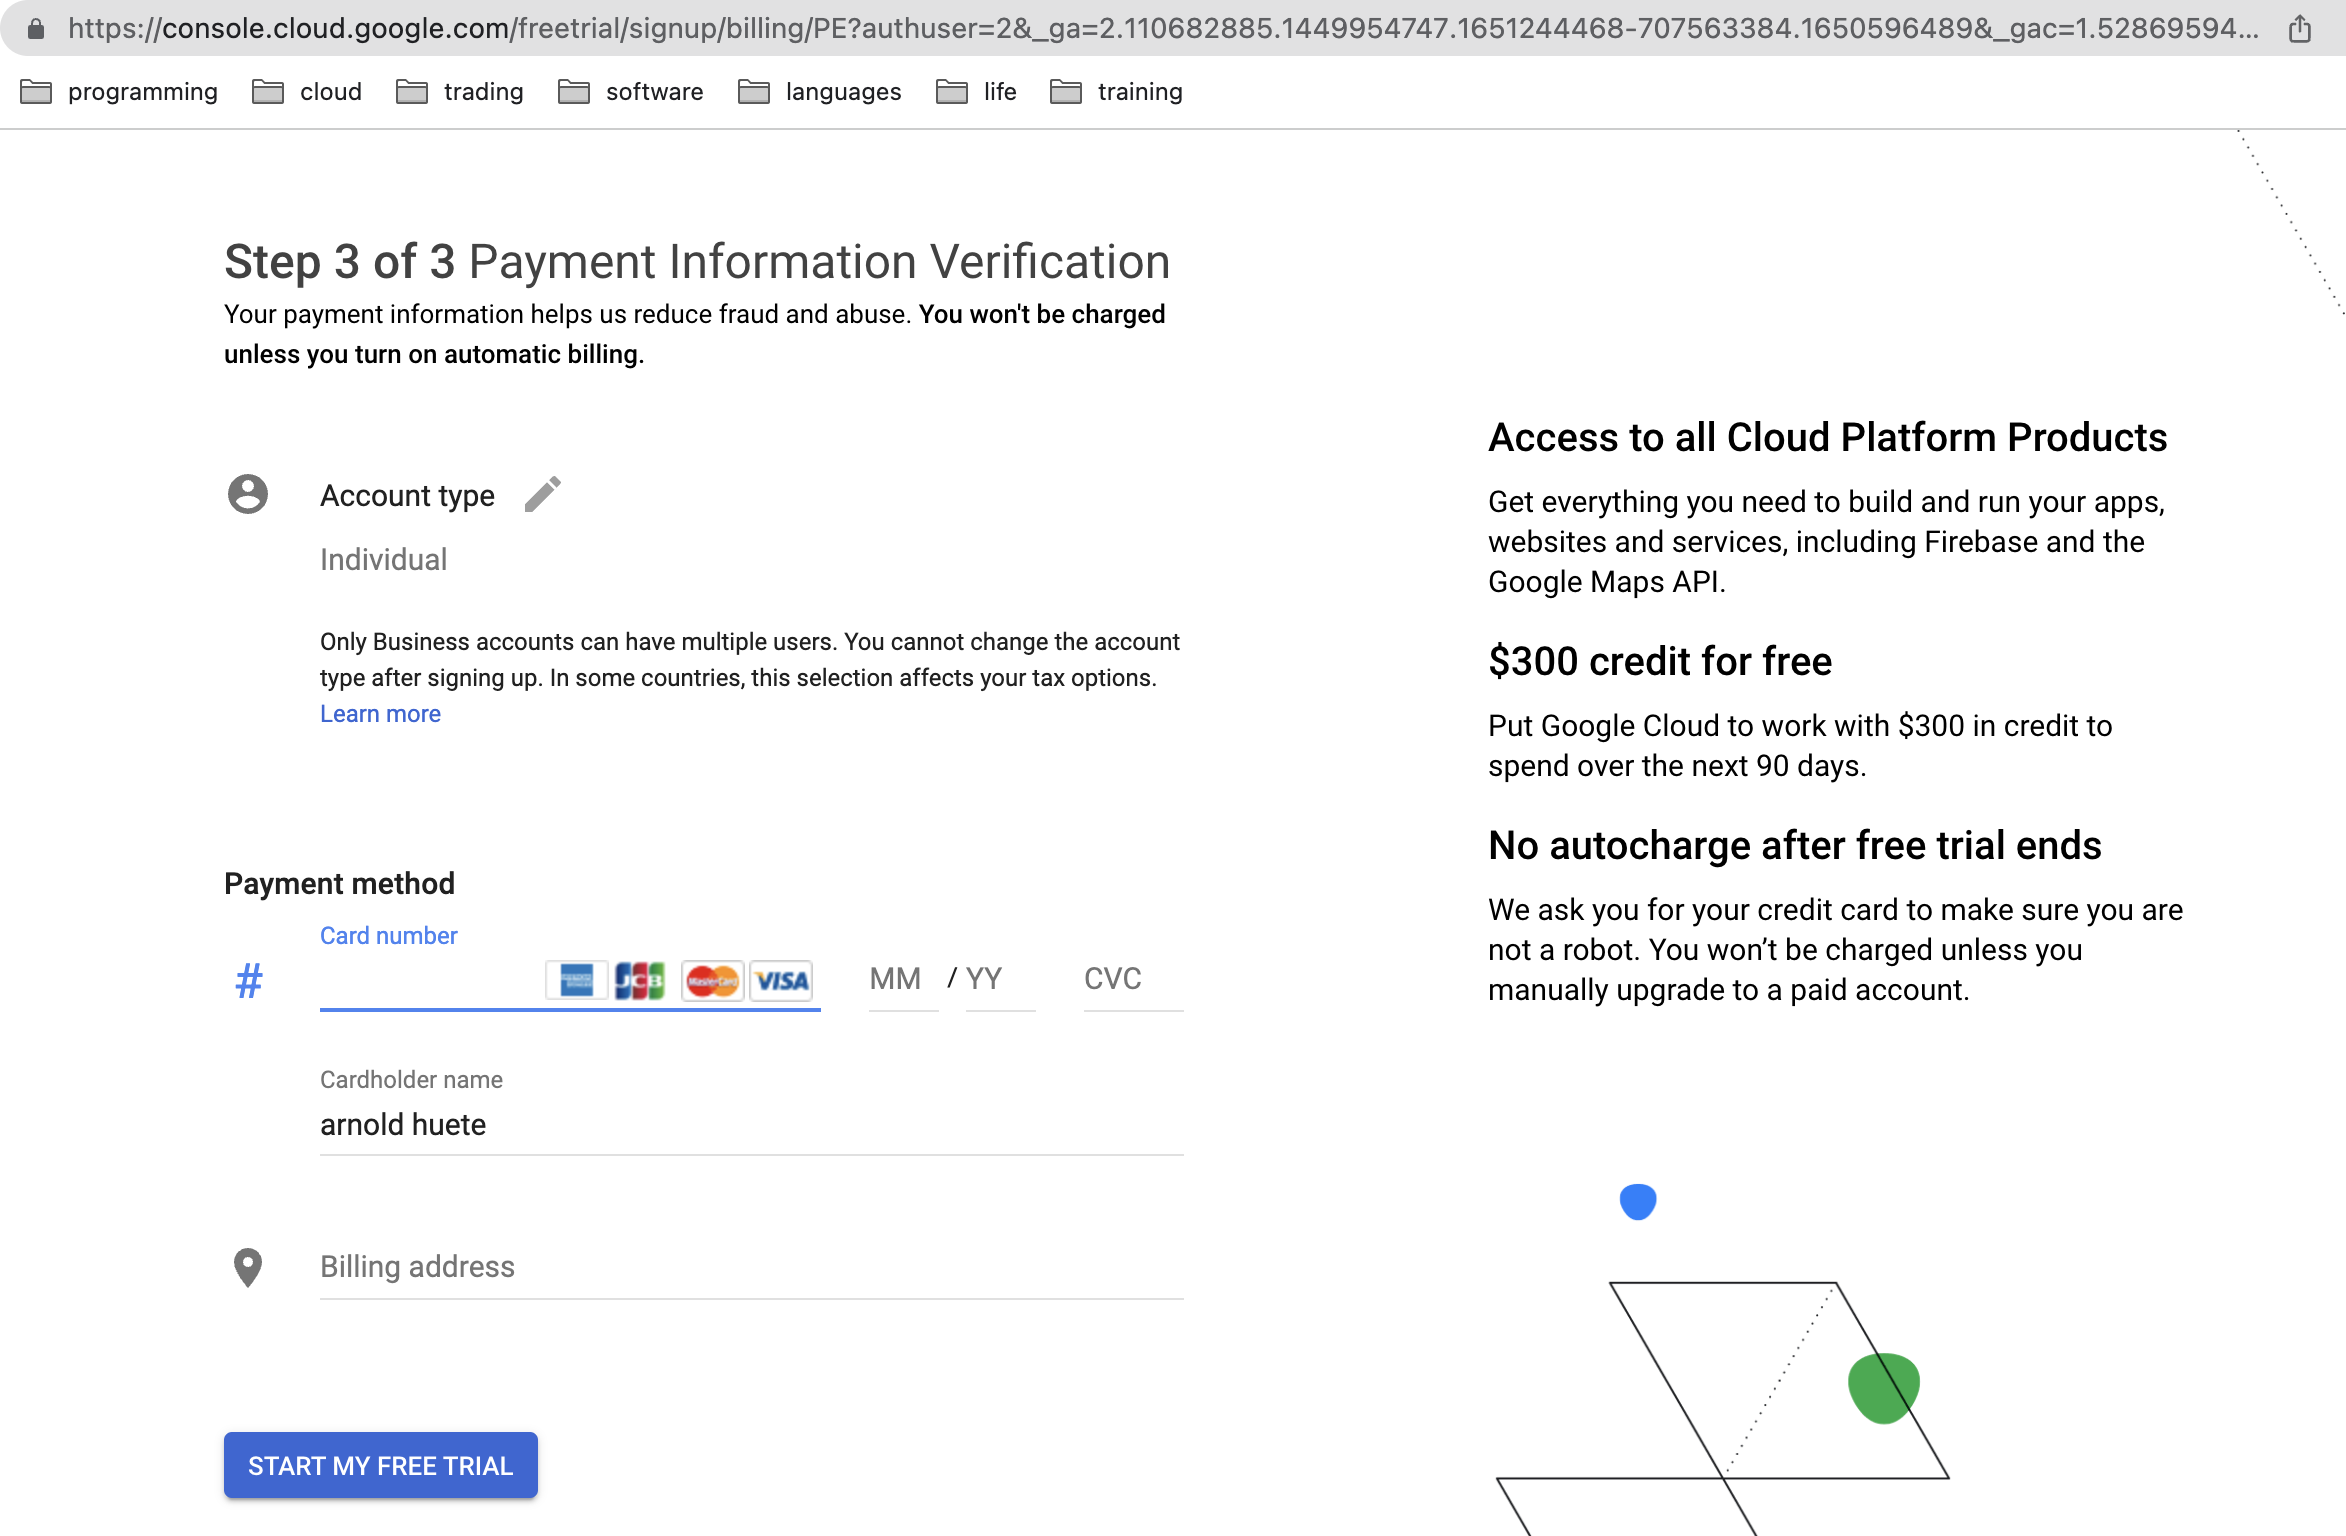 https://console.cloud.google.com/freetrial/signup/billing/PE?authuser=2&_ga=2.110682885.1449954747.1651244468-707563384.1650596489&_gac=1.52869594...
programming cloud trading software languages life training
Step 3 of 3 Payment Information Verification
Your payment information helps us reduce fraud and abuse. You won't be charged
unless you turn on automatic billing.
Account type
Individual
Only Business accounts can have multiple users. You cannot change the account
type after signing up. In some countries, this selection affects your tax options.
Learn more
Payment method
Card number
# JCB MasterCard VISA MM / YY CVC
Cardholder name
arnold huete
Billing address
START MY FREE TRIAL
Access to all Cloud Platform Products
Get everything you need to build and run your apps,
websites and services, including Firebase and the
Google Maps API.
$300 credit for free
Put Google Cloud to work with $300 in credit to
spend over the next 90 days.
No autocharge after free trial ends
We ask you for your credit card to make sure you are
not a robot. You won’t be charged unless you
manually upgrade to a paid account.